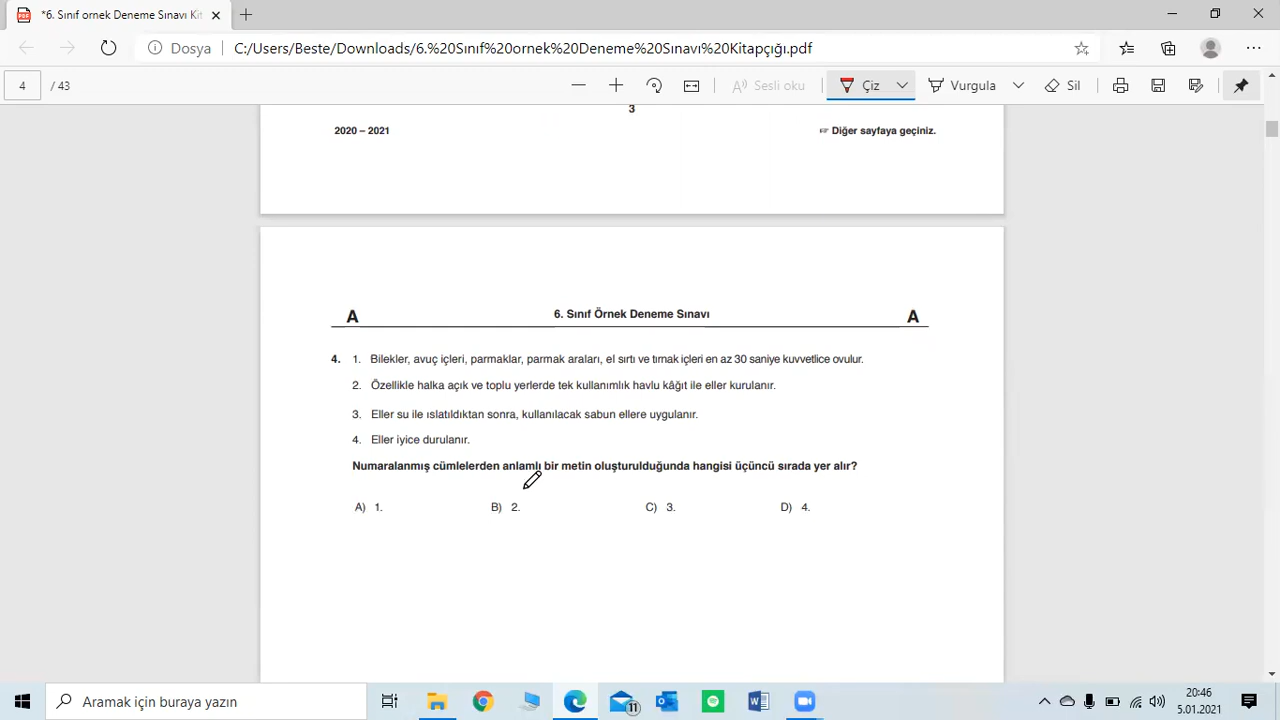 *6. Sınıf örnek Deneme Sınavı Kit
Dosya C:/Users/Beste/Downloads/6.%20Sınıf%20ornek%20Deneme%20Sınavı%20Kitapçığı.pdf
4 / 43 Sesli oku Çiz Vurgula Sil
3
2020 – 2021 ☞ Diğer sayfaya geçiniz.
A 6. Sınıf Örnek Deneme Sınavı A
4. 1. Bilekler, avuç içleri, parmaklar, parmak araları, el sırtı ve tırnak içleri en az 30 saniye kuvvetlice ovulur.
2. Özellikle halka açık ve toplu yerlerde tek kullanımlık havlu kâğıt ile eller kurulanır.
3. Eller su ile ıslatıldıktan sonra, kullanılacak sabun ellere uygulanır.
4. Eller iyice durulanır.
Numaralanmış cümlelerden anlamlı bir metin oluşturulduğunda hangisi üçüncü sırada yer alır?
A) 1. B) 2. C) 3. D) 4.
Aramak için buraya yazın 11 20:46
5.01.2021